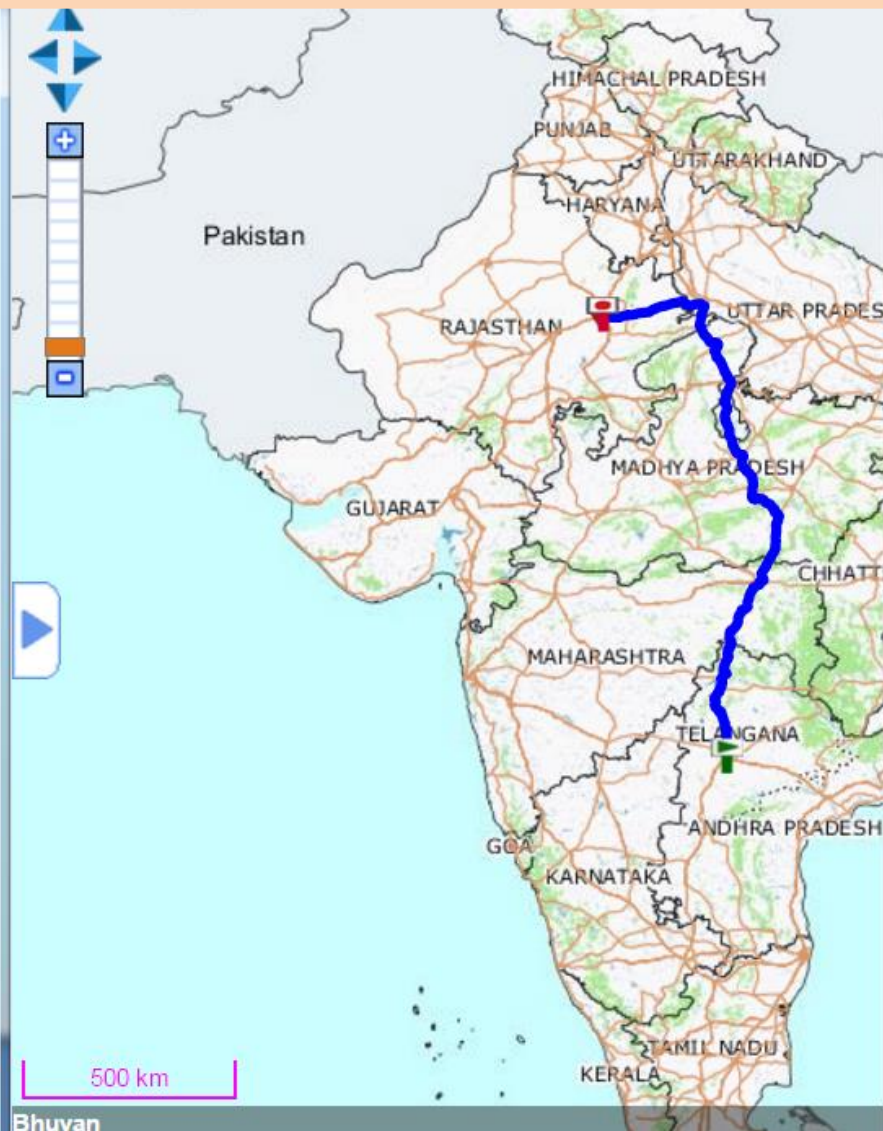 HIMACHAL PRADESH
PUNJAB
UTTARAKHAND
HARYANA
Pakistan
UTTAR PRADES
RAJASTHAN
MADHYA PRADESH
GUJARAT
CHHATT
MAHARASHTRA
TELANGANA
ANDHRA PRADESH
GOA
KARNATAKA
TAMIL NADU
KERALA
500 km
Bhuvan